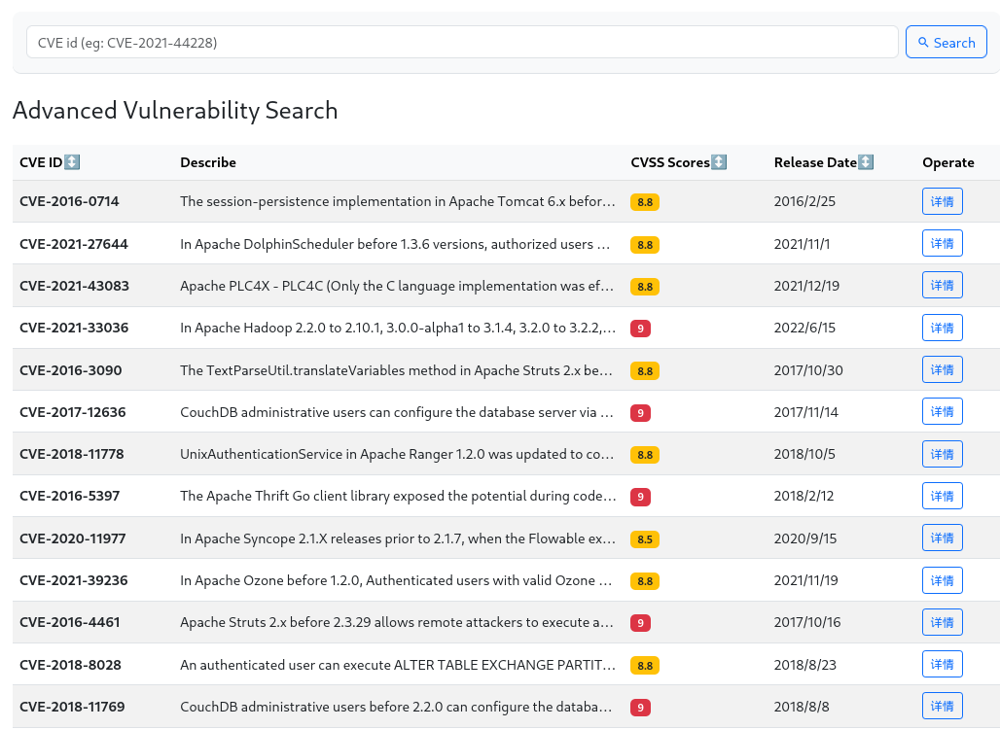 CVE id (eg: CVE-2021-44228)
Search
Advanced Vulnerability Search
CVE ID↕️ Describe CVSS Scores↕️ Release Date↕️ Operate
CVE-2016-0714 The session-persistence implementation in Apache Tomcat 6.x befor... 8.8 2016/2/25 详情
CVE-2021-27644 In Apache DolphinScheduler before 1.3.6 versions, authorized users ... 8.8 2021/11/1 详情
CVE-2021-43083 Apache PLC4X - PLC4C (Only the C language implementation was ef... 8.8 2021/12/19 详情
CVE-2021-33036 In Apache Hadoop 2.2.0 to 2.10.1, 3.0.0-alpha1 to 3.1.4, 3.2.0 to 3.2.2,... 9 2022/6/15 详情
CVE-2016-3090 The TextParseUtil.translateVariables method in Apache Struts 2.x be... 8.8 2017/10/30 详情
CVE-2017-12636 CouchDB administrative users can configure the database server via ... 9 2017/11/14 详情
CVE-2018-11778 UnixAuthenticationService in Apache Ranger 1.2.0 was updated to co... 8.8 2018/10/5 详情
CVE-2016-5397 The Apache Thrift Go client library exposed the potential during code... 9 2018/2/12 详情
CVE-2020-11977 In Apache Syncope 2.1.X releases prior to 2.1.7, when the Flowable ex... 8.5 2020/9/15 详情
CVE-2021-39236 In Apache Ozone before 1.2.0, Authenticated users with valid Ozone ... 8.8 2021/11/19 详情
CVE-2016-4461 Apache Struts 2.x before 2.3.29 allows remote attackers to execute a... 9 2017/10/16 详情
CVE-2018-8028 An authenticated user can execute ALTER TABLE EXCHANGE PARTIT... 8.8 2018/8/23 详情
CVE-2018-11769 CouchDB administrative users before 2.2.0 can configure the databa... 9 2018/8/8 详情